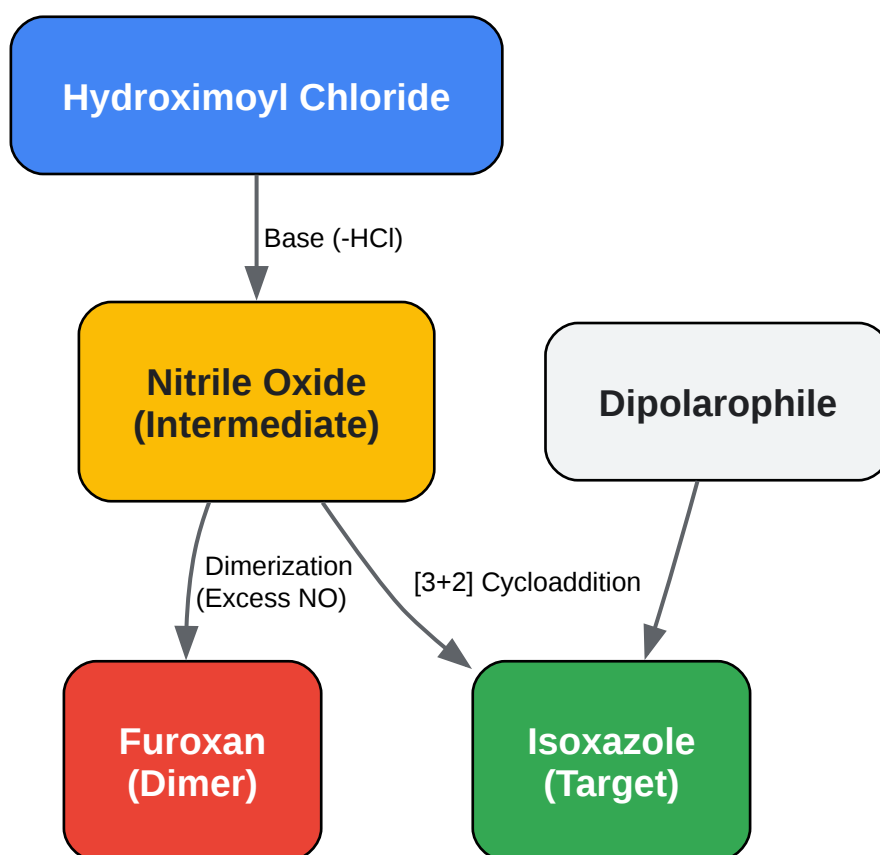 Hydroximoyl Chloride
Base (-HCl)
Nitrile Oxide
(Intermediate)
Dipolarophile
Dimerization
(Excess NO)
[3+2] Cycloaddition
Furoxan
(Dimer)
Isoxazole
(Target)